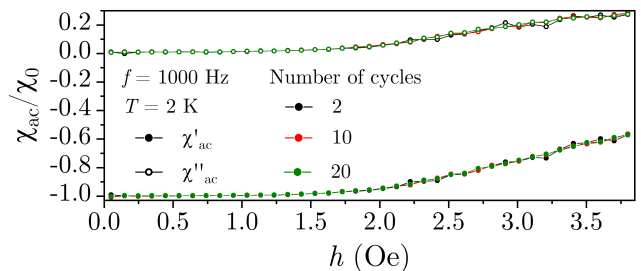 0.2
0.0
-0.2
-0.4
-0.6
-0.8
-1.0
χac/χ0
f = 1000 Hz
Number of cycles
T = 2 K
2
χ'ac
10
χ''ac
20
0.0 0.5 1.0 1.5 2.0 2.5 3.0 3.5
h (Oe)